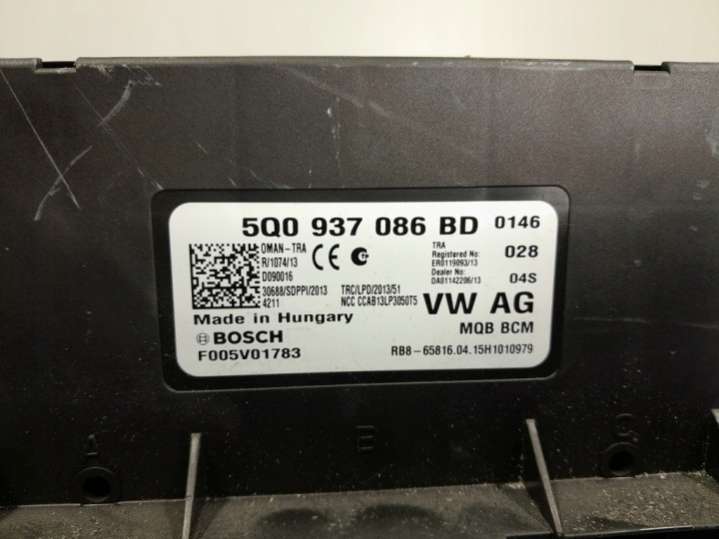 5Q0 937 086 BD 0146
OMAN-TRA
R/1074/13
D090016
CE
TRA
Registered No:
ER0119093/13
Dealer No:
DA01142206/13
028
04S
30688/SDPPI/2013
4211
TRC/LPD/2013/51
NCC CCAB13LP3050T5
VW AG
Made in Hungary
MQB BCM
BOSCH
F005V01783
RB8-65816.04.15H1010979
A
B
C